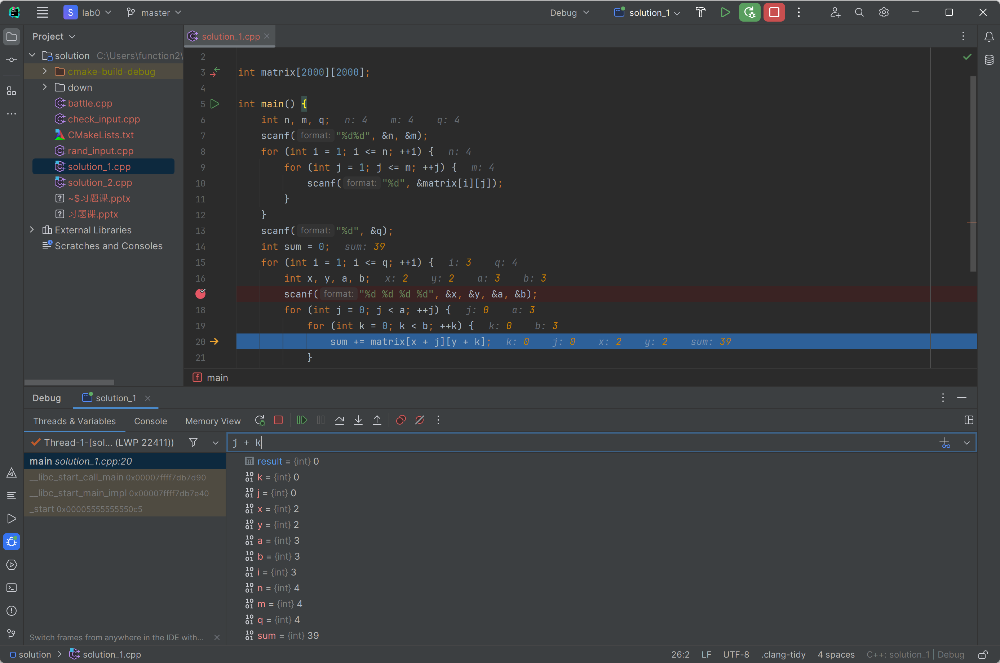 S lab0 master Debug solution_1
Project
solution C:\Users\function2\
cmake-build-debug
down
battle.cpp
check_input.cpp
CMakeLists.txt
rand_input.cpp
solution_1.cpp
solution_2.cpp
~$习题课.pptx
习题课.pptx
External Libraries
Scratches and Consoles
solution_1.cpp
2
3 int matrix[2000][2000];
4
5 int main() {
6 int n, m, q; n: 4 m: 4 q: 4
7 scanf( format: "%d%d", &n, &m);
8 for (int i = 1; i <= n; ++i) { n: 4
9 for (int j = 1; j <= m; ++j) { m: 4
10 scanf( format: "%d", &matrix[i][j]);
11 }
12 }
13 scanf( format: "%d", &q);
14 int sum = 0; sum: 39
15 for (int i = 1; i <= q; ++i) { i: 3 q: 4
16 int x, y, a, b; x: 2 y: 2 a: 3 b: 3
scanf( format: "%d %d %d %d", &x, &y, &a, &b);
18 for (int j = 0; j < a; ++j) { j: 0 a: 3
19 for (int k = 0; k < b; ++k) { k: 0 b: 3
20 sum += matrix[x + j][y + k]; k: 0 j: 0 x: 2 y: 2 sum: 39
21 }
f main
Debug solution_1
Threads & Variables Console Memory View
Thread-1-[sol... (LWP 22411))
main solution_1.cpp:20
__libc_start_call_main 0x00007ffff7db7d90
__libc_start_main_impl 0x00007ffff7db7e40
_start 0x00005555555550c5
Switch frames from anywhere in the IDE with...
j + k
result = {int} 0
k = {int} 0
j = {int} 0
x = {int} 2
y = {int} 2
a = {int} 3
b = {int} 3
i = {int} 3
n = {int} 4
m = {int} 4
q = {int} 4
sum = {int} 39
solution > solution_1.cpp 26:2 LF UTF-8 .clang-tidy 4 spaces C++: solution_1 | Debug